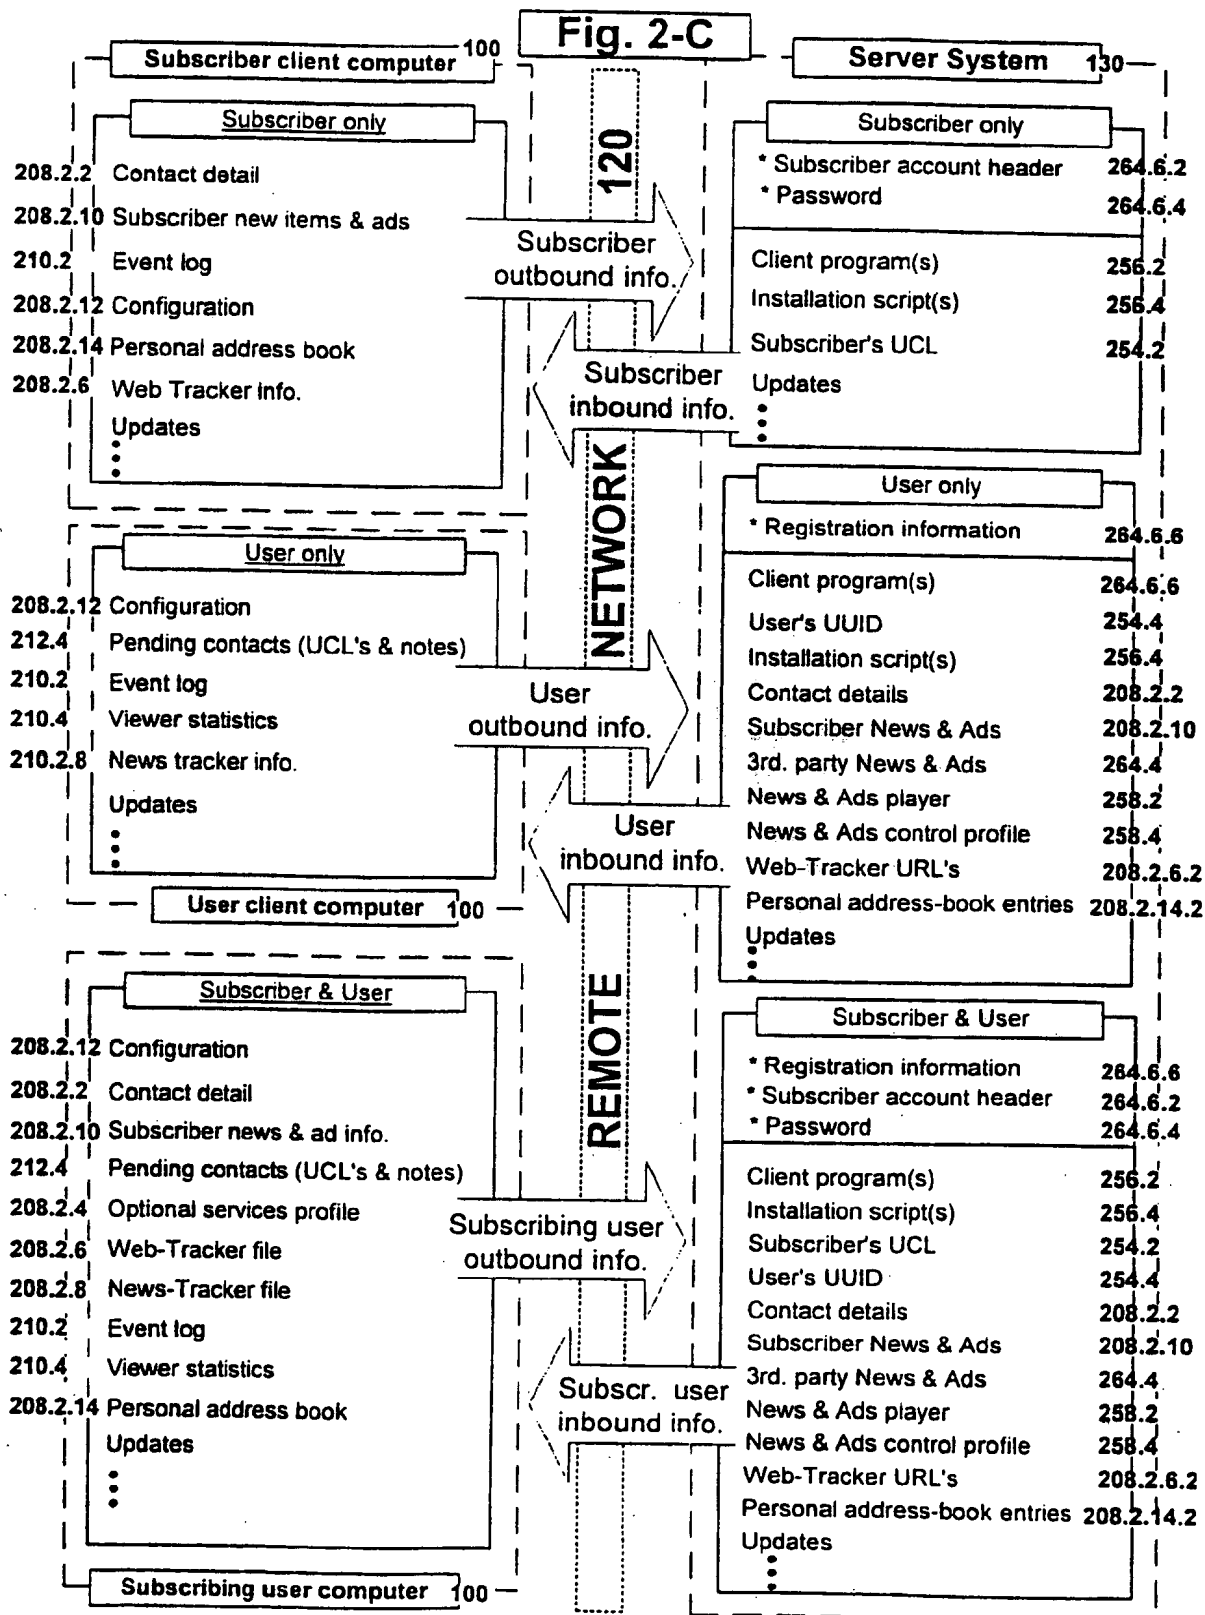 Fig. 2-C
Subscriber client computer 100
Subscriber only
208.2.2 Contact detail
208.2.10 Subscriber new items & ads
210.2 Event log
208.2.12 Configuration
208.2.14 Personal address book
208.2.6 Web Tracker info.
Updates
User only
208.2.12 Configuration
212.4 Pending contacts (UCL's & notes)
210.2 Event log
210.4 Viewer statistics
210.2.8 News tracker info.
Updates
User client computer 100
Subscriber & User
208.2.12 Configuration
208.2.2 Contact detail
208.2.10 Subscriber news & ad info.
212.4 Pending contacts (UCL's & notes)
208.2.4 Optional services profile
208.2.6 Web-Tracker file
208.2.8 News-Tracker file
210.2 Event log
210.4 Viewer statistics
208.2.14 Personal address book
Updates
Subscribing user computer 100
REMOTE NETWORK 120
Subscriber
outbound info.
Subscriber
inbound info.
User
outbound info.
User
inbound info.
Subscribing user
outbound info.
Subscr. user
inbound info.
Server System 130
Subscriber only
* Subscriber account header 264.6.2
* Password 264.6.4
Client program(s) 256.2
Installation script(s) 256.4
Subscriber's UCL 254.2
Updates
User only
* Registration information 264.6.6
Client program(s) 264.6.6
User's UUID 254.4
Installation script(s) 256.4
Contact details 208.2.2
Subscriber News & Ads 208.2.10
3rd. party News & Ads 264.4
News & Ads player 258.2
News & Ads control profile 258.4
Web-Tracker URL's 208.2.6.2
Personal address-book entries 208.2.14.2
Updates
Subscriber & User
* Registration information 264.6.6
* Subscriber account header 264.6.2
* Password 264.6.4
Client program(s) 256.2
Installation script(s) 256.4
Subscriber's UCL 254.2
User's UUID 254.4
Contact details 208.2.2
Subscriber News & Ads 208.2.10
3rd. party News & Ads 264.4
News & Ads player 258.2
News & Ads control profile 258.4
Web-Tracker URL's 208.2.6.2
Personal address-book entries 208.2.14.2
Updates